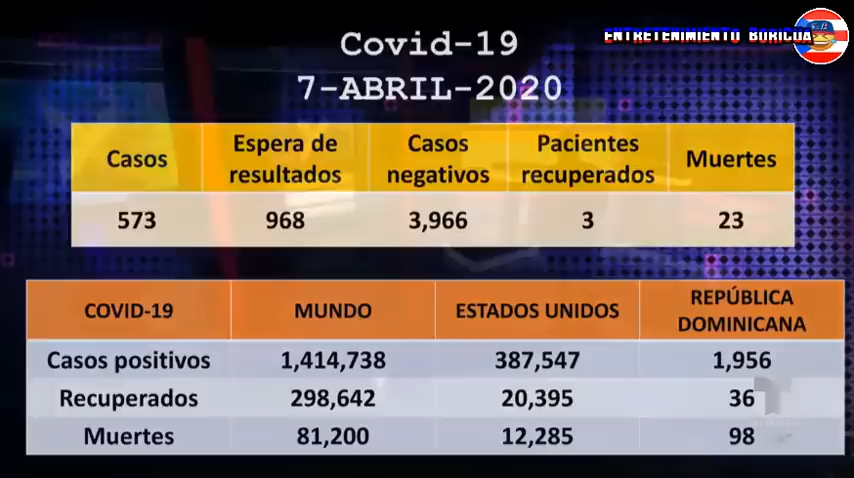 ENTRETENIMIENTO BORICUA
Covid-19
7-ABRIL-2020
Casos Espera de resultados Casos negativos Pacientes recuperados Muertes
573 968 3,966 3 23
COVID-19 MUNDO ESTADOS UNIDOS REPÚBLICA DOMINICANA
Casos positivos 1,414,738 387,547 1,956
Recuperados 298,642 20,395 36
Muertes 81,200 12,285 98